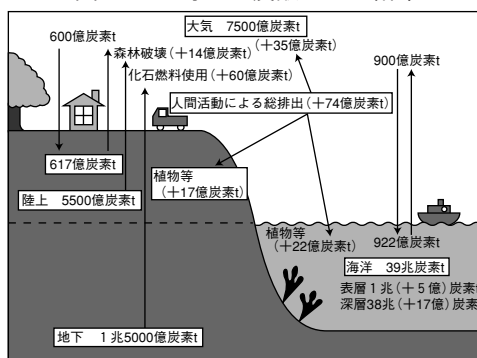 大気 7500億炭素t
(+35億炭素t)
600億炭素t
森林破壊(+14億炭素t)
900億炭素t
化石燃料使用(+60億炭素t)
人間活動による総排出(+74億炭素t)
617億炭素t
植物等
(+17億炭素t)
陸上 5500億炭素t
植物等
(+22億炭素t)
922億炭素t
海洋 39兆炭素t
表層1兆(+5億)炭素t
深層38兆(+17億)炭素
地下 1兆5000億炭素t